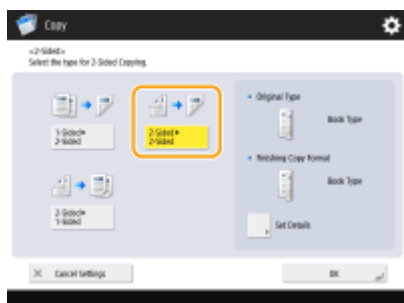 Copy
<2-Sided>
Select the type for 2-Sided Copying.
1-Sided►
2-Sided
2-Sided►
2-Sided
2-Sided►
1-Sided
• Original Type
Book Type
• Finishing Copy Format
Book Type
Set Details
× Cancel Settings
OK